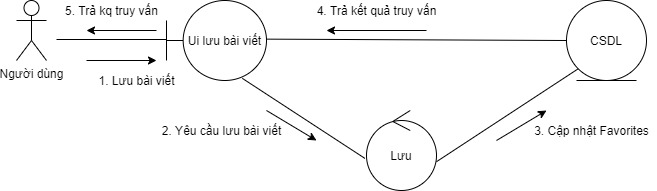 5. Trả kq truy vấn
4. Trả kết quả truy vấn
Ui lưu bài viết
CSDL
Người dùng
1. Lưu bài viết
2. Yêu cầu lưu bài viết
3. Cập nhật Favorites
Lưu